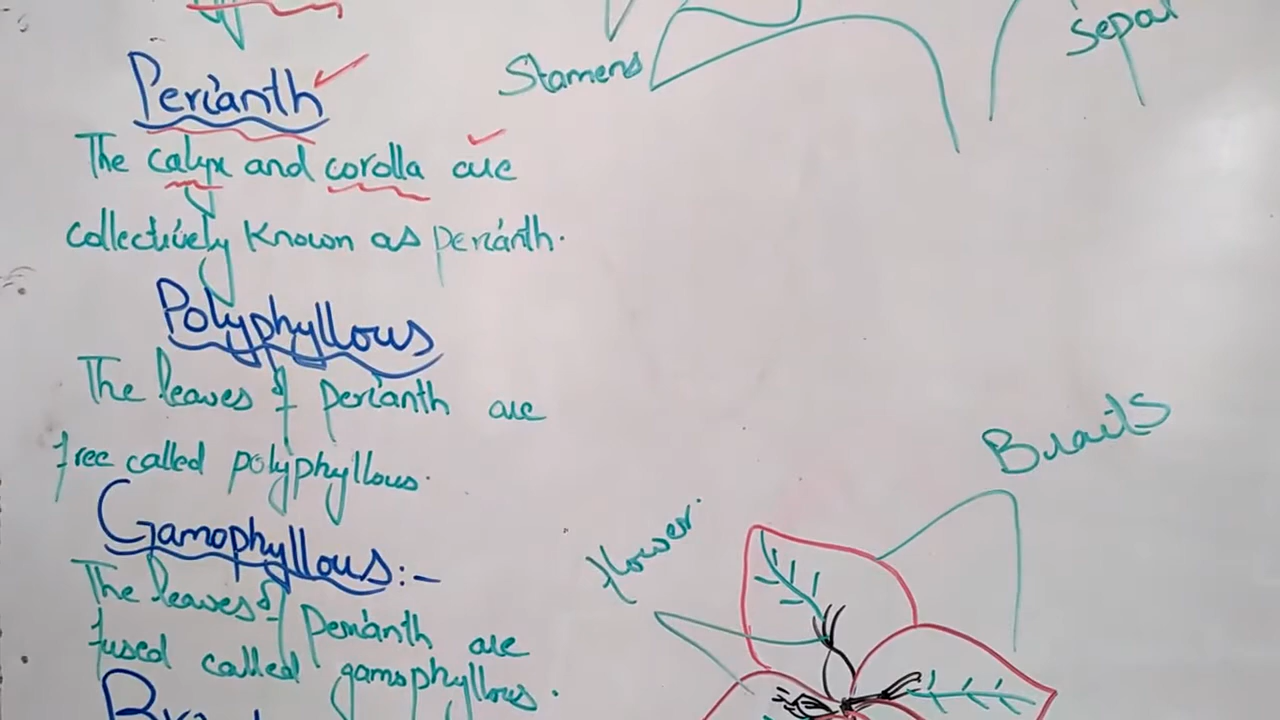 Perianth
The calyx and corolla are
collectively known as perianth.
Polyphyllous
The leaves of perianth are
free called polyphyllous.
Gamophyllous:-
The leaves of perianth are
fused called gamophyllous.
Stamens
Sepal
Bracts
flower.